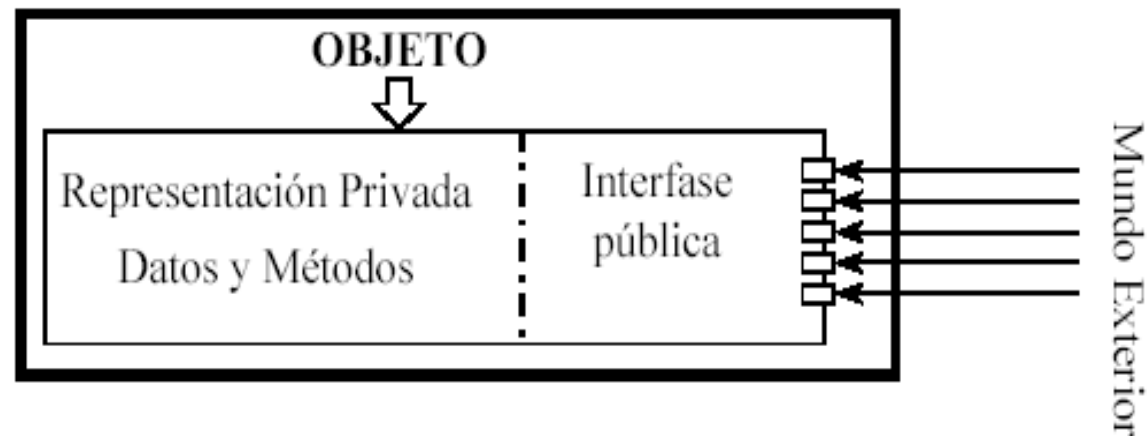 OBJETO
Representación Privada
Datos y Métodos
Interfase
pública
Mundo Exterior